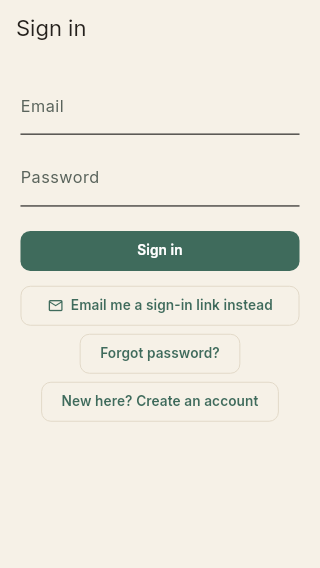 Sign in
Email
Password
Sign in
Email me a sign-in link instead
Forgot password?
New here? Create an account